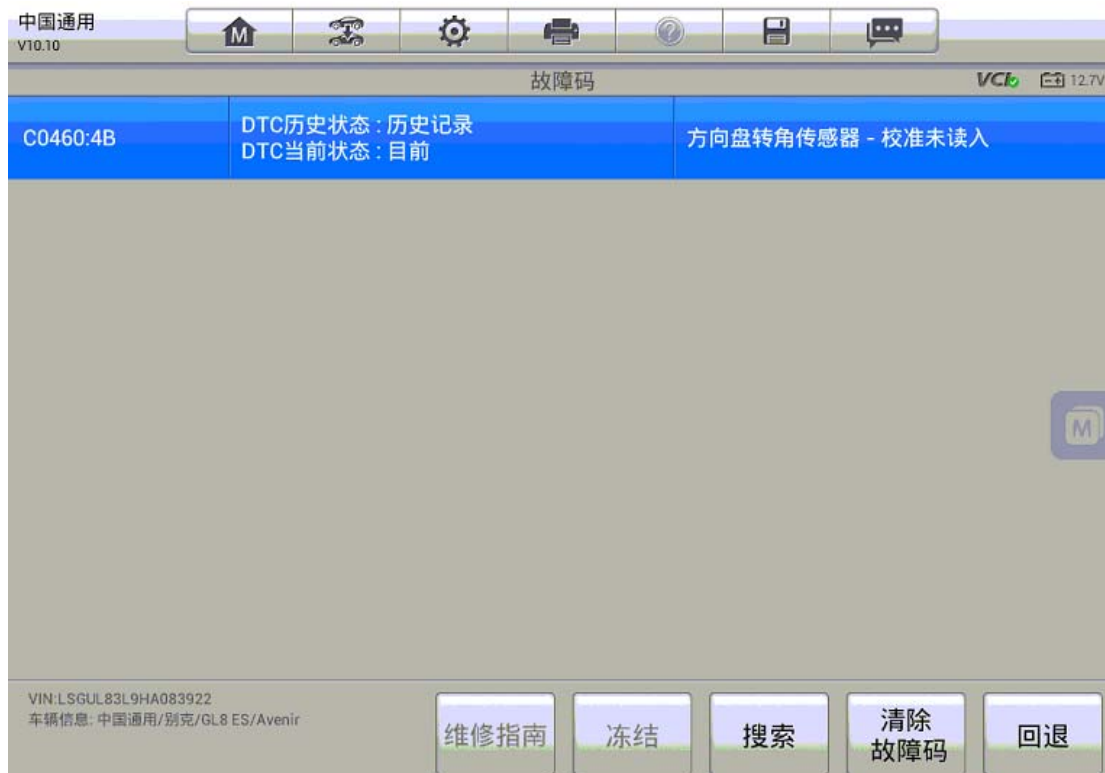 中国通用
V10.10
M
故障码
VCI
12.7V
C0460:4B
DTC历史状态 : 历史记录
DTC当前状态 : 目前
方向盘转角传感器 - 校准未读入
M
VIN:LSGUL83L9HA083922
车辆信息: 中国通用/别克/GL8 ES/Avenir
维修指南
冻结
搜索
清除
故障码
回退